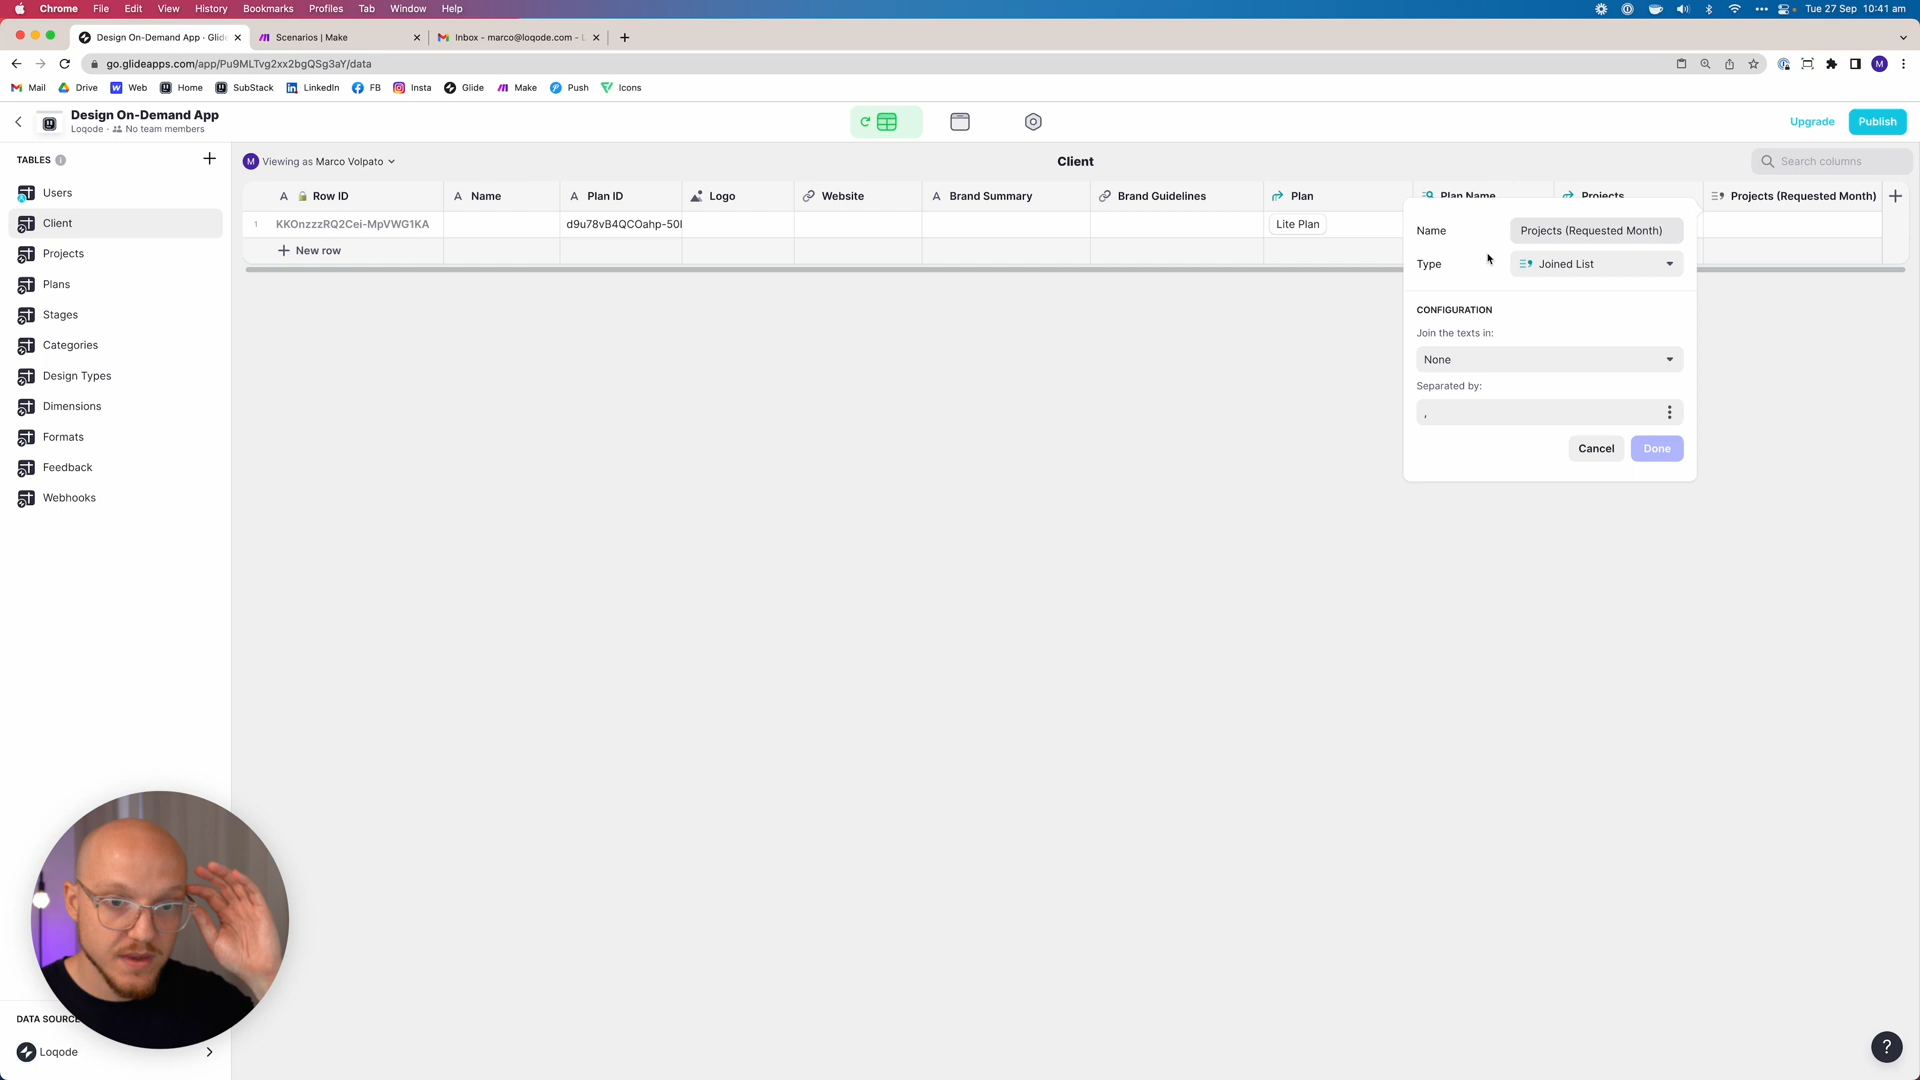 Chrome File Edit View History Bookmarks Profiles Tab Window Help Tue 27 Sep 10:41 am
Design On-Demand App · Glid
Scenarios | Make
Inbox - marco@loqode.com -
go.glideapps.com/app/Pu9MLTvg2xx2bgQSg3aY/data
Mail Drive Web Home SubStack LinkedIn FB Insta Glide Make Push Icons
Design On-Demand App
Loqode · No team members
Upgrade
Publish
TABLES
Viewing as Marco Volpato
Client
Search columns
Users
Client
Projects
Plans
Stages
Categories
Design Types
Dimensions
Formats
Feedback
Webhooks
A Row ID A Name A Plan ID Logo Website A Brand Summary Brand Guidelines Plan Plan Name Projects Projects (Requested Month)
1 KKOnzzzRQ2Cei-MpVWG1KA d9u78vB4QCOahp-50 Lite Plan
New row
Name Projects (Requested Month)
Type Joined List
CONFIGURATION
Join the texts in:
None
Separated by:
,
Cancel Done
DATA SOURC
Loqode
M
M
?